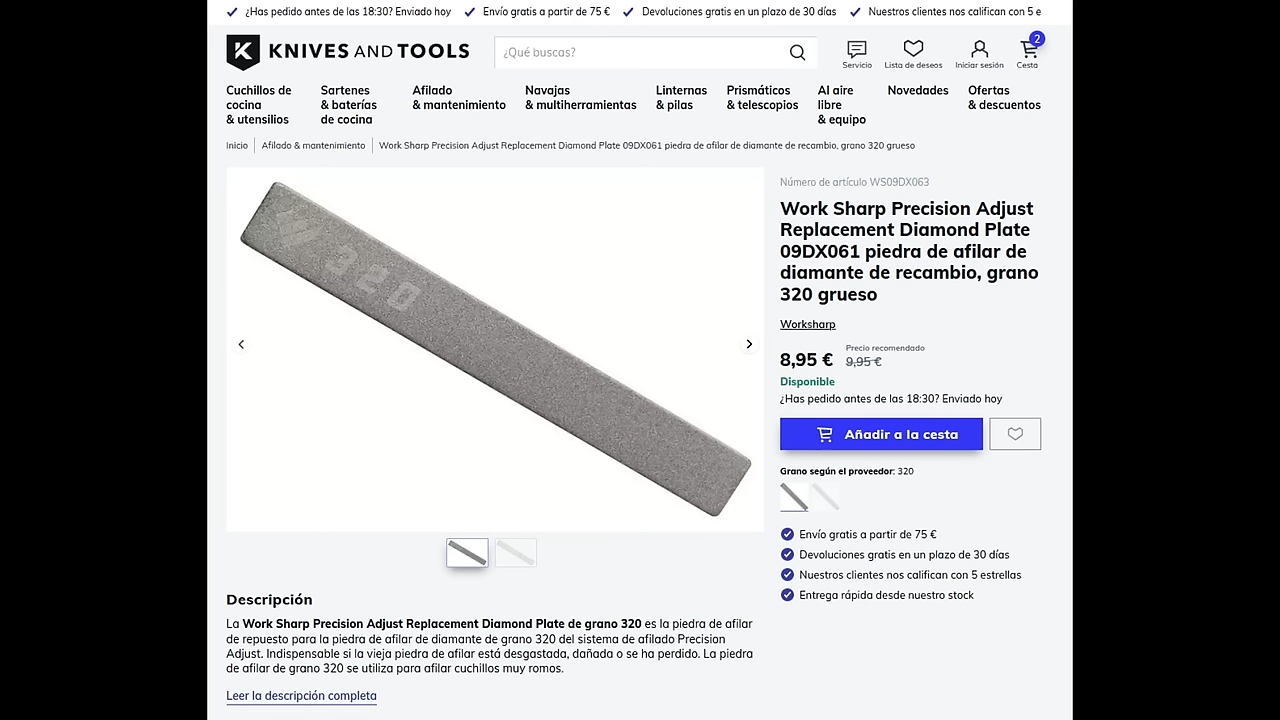 ¿Has pedido antes de las 18:30? Enviado hoy
Envío gratis a partir de 75 €
Devoluciones gratis en un plazo de 30 días
Nuestros clientes nos califican con 5 e
KNIVES AND TOOLS
¿Qué buscas?
Servicio
Lista de deseos
Iniciar sesión
2
Cesta
Cuchillos de
cocina
& utensilios
Sartenes
& baterías
de cocina
Afilado
& mantenimiento
Navajas
& multiherramientas
Linternas
& pilas
Prismáticos
& telescopios
Al aire
libre
& equipo
Novedades
Ofertas
& descuentos
Inicio
Afilado & mantenimiento
Work Sharp Precision Adjust Replacement Diamond Plate 09DX061 piedra de afilar de diamante de recambio, grano 320 grueso
320
Número de artículo WS09DX063
Work Sharp Precision Adjust
Replacement Diamond Plate
09DX061 piedra de afilar de
diamante de recambio, grano
320 grueso
Worksharp
8,95 €
Precio recomendado
9,95 €
Disponible
¿Has pedido antes de las 18:30? Enviado hoy
Añadir a la cesta
Grano según el proveedor: 320
Envío gratis a partir de 75 €
Devoluciones gratis en un plazo de 30 días
Nuestros clientes nos califican con 5 estrellas
Entrega rápida desde nuestro stock
Descripción
La Work Sharp Precision Adjust Replacement Diamond Plate de grano 320 es la piedra de afilar
de repuesto para la piedra de afilar de diamante de grano 320 del sistema de afilado Precision
Adjust. Indispensable si la vieja piedra de afilar está desgastada, dañada o se ha perdido. La piedra
de afilar de grano 320 se utiliza para afilar cuchillos muy romos.
Leer la descripción completa